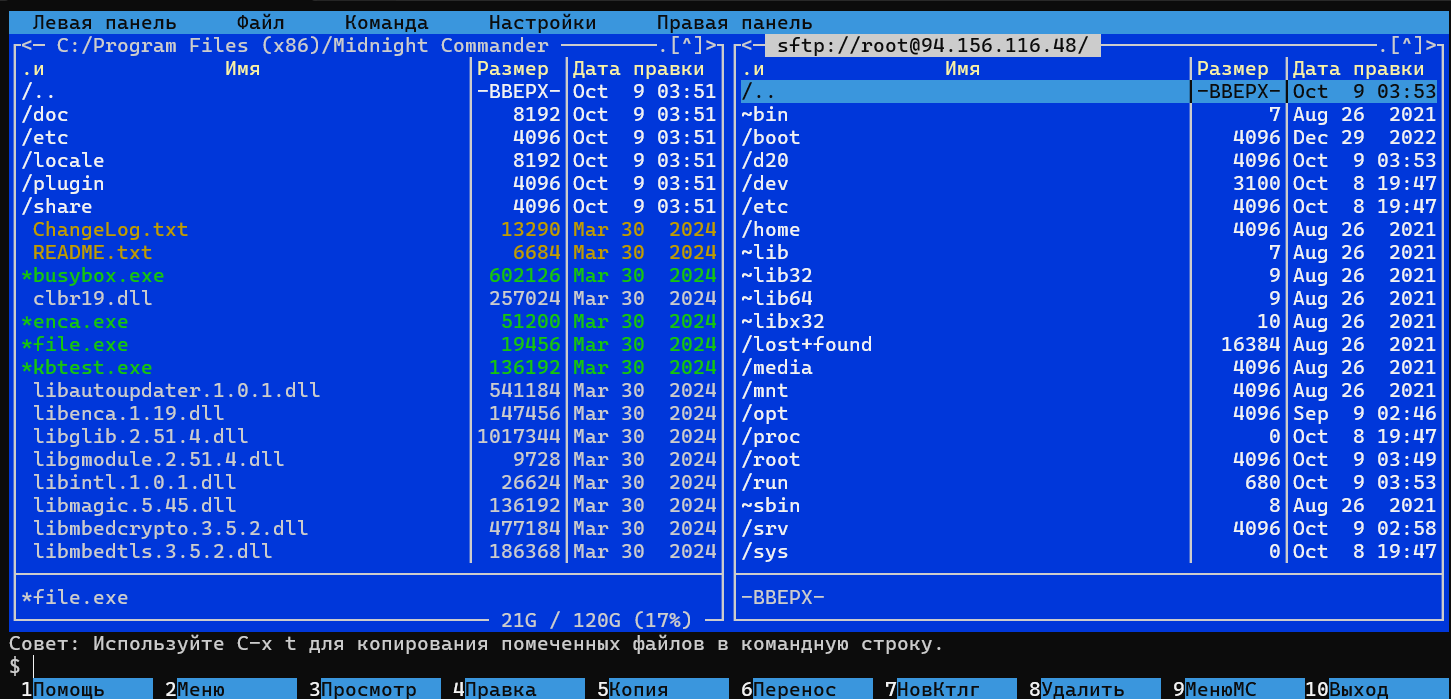 Левая панель Файл Команда Настройки Правая панель
<- C:/Program Files (x86)/Midnight Commander .[^]> <- sftp://root@94.156.116.48/ .[^]>
.и Имя Размер Дата правки .и Имя Размер Дата правки
/.. -ВВЕРХ- Oct 9 03:51 /.. -ВВЕРХ- Oct 9 03:53
/doc 8192 Oct 9 03:51 ~bin 7 Aug 26 2021
/etc 4096 Oct 9 03:51 /boot 4096 Dec 29 2022
/locale 8192 Oct 9 03:51 /d20 4096 Oct 9 03:53
/plugin 4096 Oct 9 03:51 /dev 3100 Oct 8 19:47
/share 4096 Oct 9 03:51 /etc 4096 Oct 8 19:47
ChangeLog.txt 13290 Mar 30 2024 /home 4096 Aug 26 2021
README.txt 6684 Mar 30 2024 ~lib 7 Aug 26 2021
*busybox.exe 602126 Mar 30 2024 ~lib32 9 Aug 26 2021
clbr19.dll 257024 Mar 30 2024 ~lib64 9 Aug 26 2021
*enca.exe 51200 Mar 30 2024 ~libx32 10 Aug 26 2021
*file.exe 19456 Mar 30 2024 /lost+found 16384 Aug 26 2021
*kbtest.exe 136192 Mar 30 2024 /media 4096 Aug 26 2021
libautoupdater.1.0.1.dll 541184 Mar 30 2024 /mnt 4096 Aug 26 2021
libenca.1.19.dll 147456 Mar 30 2024 /opt 4096 Sep 9 02:46
libglib.2.51.4.dll 1017344 Mar 30 2024 /proc 0 Oct 8 19:47
libgmodule.2.51.4.dll 9728 Mar 30 2024 /root 4096 Oct 9 03:49
libintl.1.0.1.dll 26624 Mar 30 2024 /run 680 Oct 9 03:53
libmagic.5.45.dll 136192 Mar 30 2024 ~sbin 8 Aug 26 2021
libmbedcrypto.3.5.2.dll 477184 Mar 30 2024 /srv 4096 Oct 9 02:58
libmbedtls.3.5.2.dll 186368 Mar 30 2024 /sys 0 Oct 8 19:47
*file.exe -ВВЕРХ-
21G / 120G (17%)
Совет: Используйте C-x t для копирования помеченных файлов в командную строку.
$
1Помощь 2Меню 3Просмотр 4Правка 5Копия 6Перенос 7НовКтлг 8Удалить 9МенюMC 10Выход